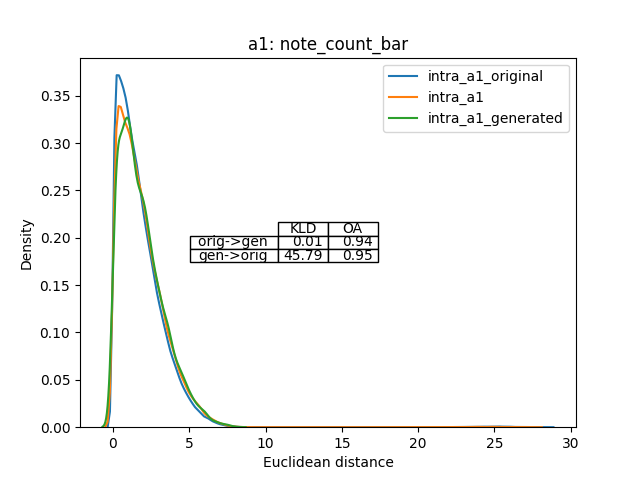 a1: note_count_bar
intra_a1_original
intra_a1
intra_a1_generated
KLD OA
orig->gen 0.01 0.94
gen->orig 45.79 0.95
Density
0.35
0.30
0.25
0.20
0.15
0.10
0.05
0.00
0 5 10 15 20 25 30
Euclidean distance